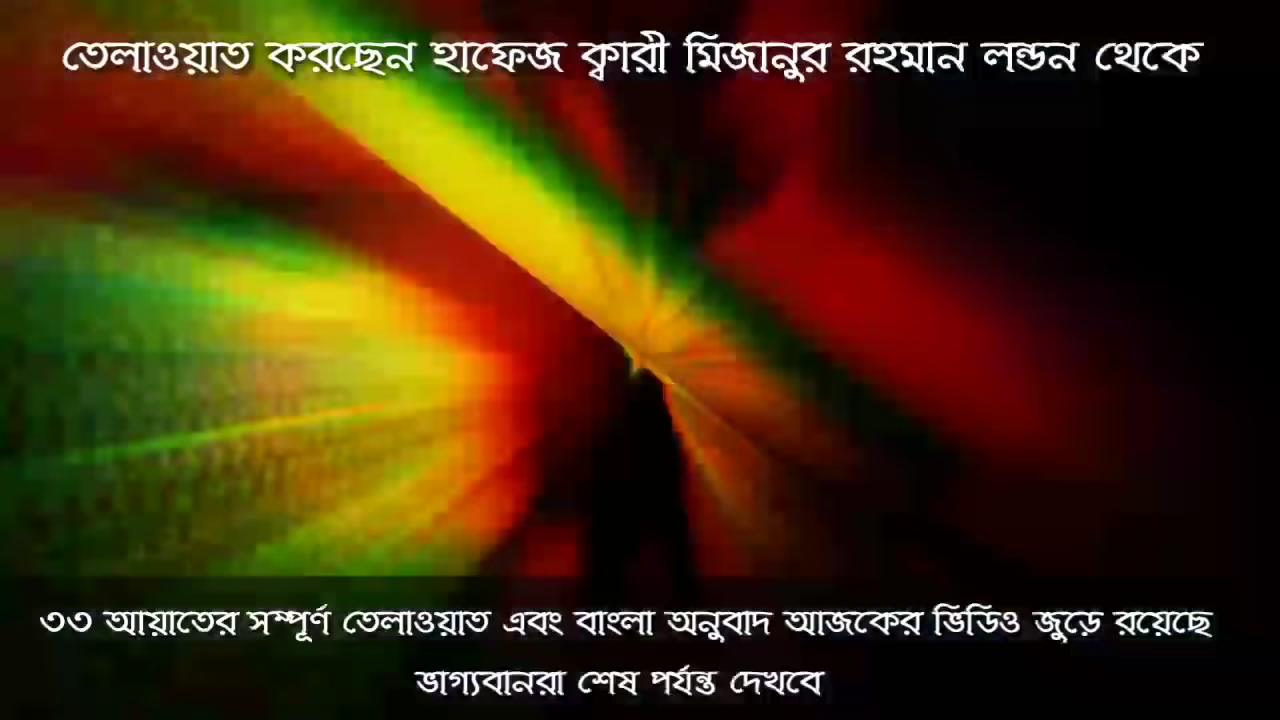 তেলাওয়াত করছেন হাফেজ ক্বারী মিজানুর রহমান লন্ডন থেকে
৩৩ আয়াতের সম্পূর্ণ তেলাওয়াত এবং বাংলা অনুবাদ আজকের ভিডিও জুড়ে রয়েছে
ভাগ্যবানরা শেষ পর্যন্ত দেখবে